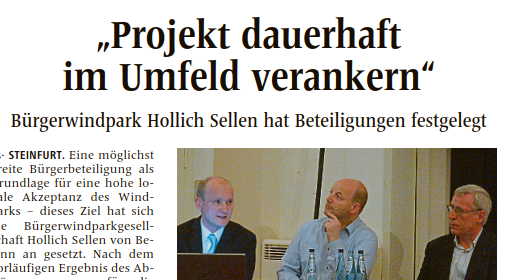 „Projekt dauerhaft
im Umfeld verankern“
Bürgerwindpark Hollich Sellen hat Beteiligungen festgelegt
s- STEINFURT. Eine möglichst
reite Bürgerbeteiligung als
rundlage für eine hohe lo-
ale Akzeptanz des Wind-
arks – dieses Ziel hat sich
ie Bürgerwindparkgesell-
haft Hollich Sellen von Be-
nn an gesetzt. Nach dem
orläufigen Ergebnis des Ab-